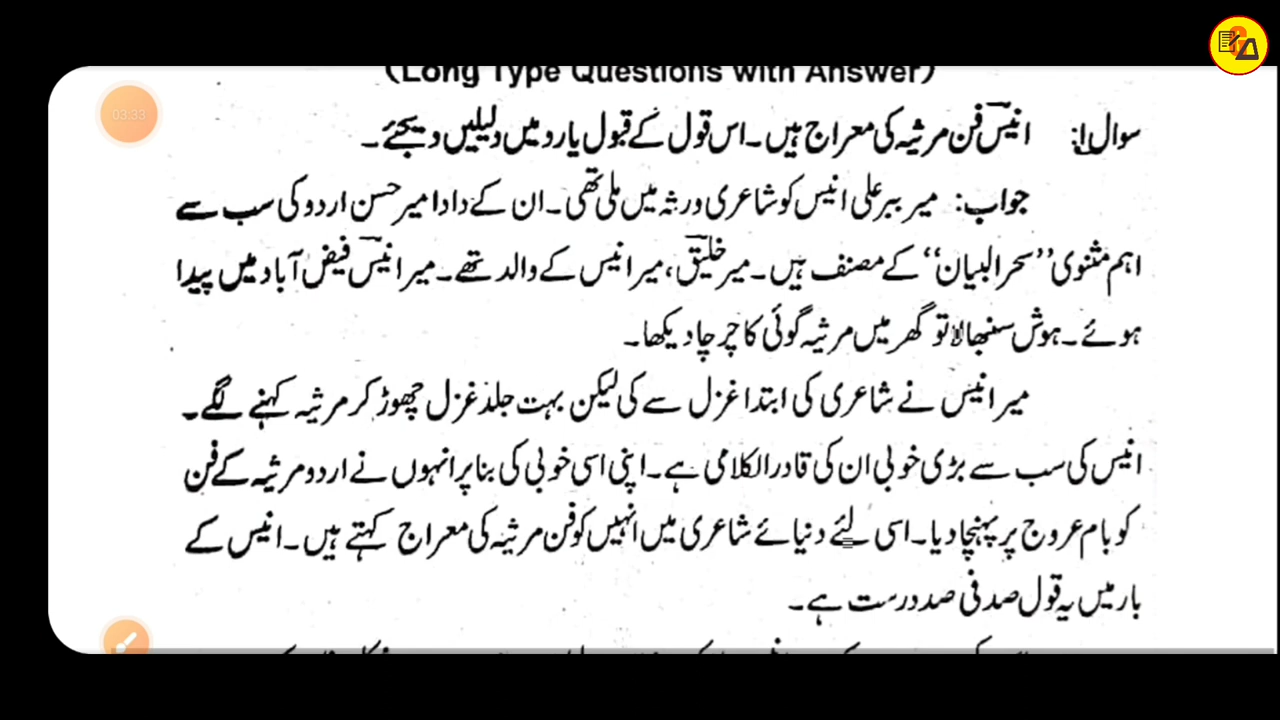 (Long Type Questions with Answer)
03:33
سوال ا: انیسؔ فن مرثیہ کی معراج ہیں۔ اس قول کے قبول یا رد میں دلیلیں دیجئے۔
جواب: میر ببر علی انیس کو شاعری ورثہ میں ملی تھی۔ ان کے دادا میر حسن اردو کی سب سے
اہم مثنوی ’’سحر البیان‘‘ کے مصنف ہیں۔ میر خلیقؔ، میر انیس کے والد تھے۔ میر انیسؔ فیض آباد میں پیدا
ہوئے۔ ہوش سنبھالا تو گھر میں مرثیہ گوئی کا چرچا دیکھا۔
میر انیس نے شاعری کی ابتدا غزل سے کی لیکن بہت جلد غزل چھوڑ کر مرثیہ کہنے لگے۔
انیس کی سب سے بڑی خوبی ان کی قادر الکلامی ہے۔ اپنی اسی خوبی کی بنا پر انہوں نے اردو مرثیہ کے فن
کو بام عروج پر پہنچا دیا۔ اسی لئے دنیائے شاعری میں انہیں کو فن مرثیہ کی معراج کہتے ہیں۔ انیس کے
بار میں یہ قول صد فی صد درست ہے۔